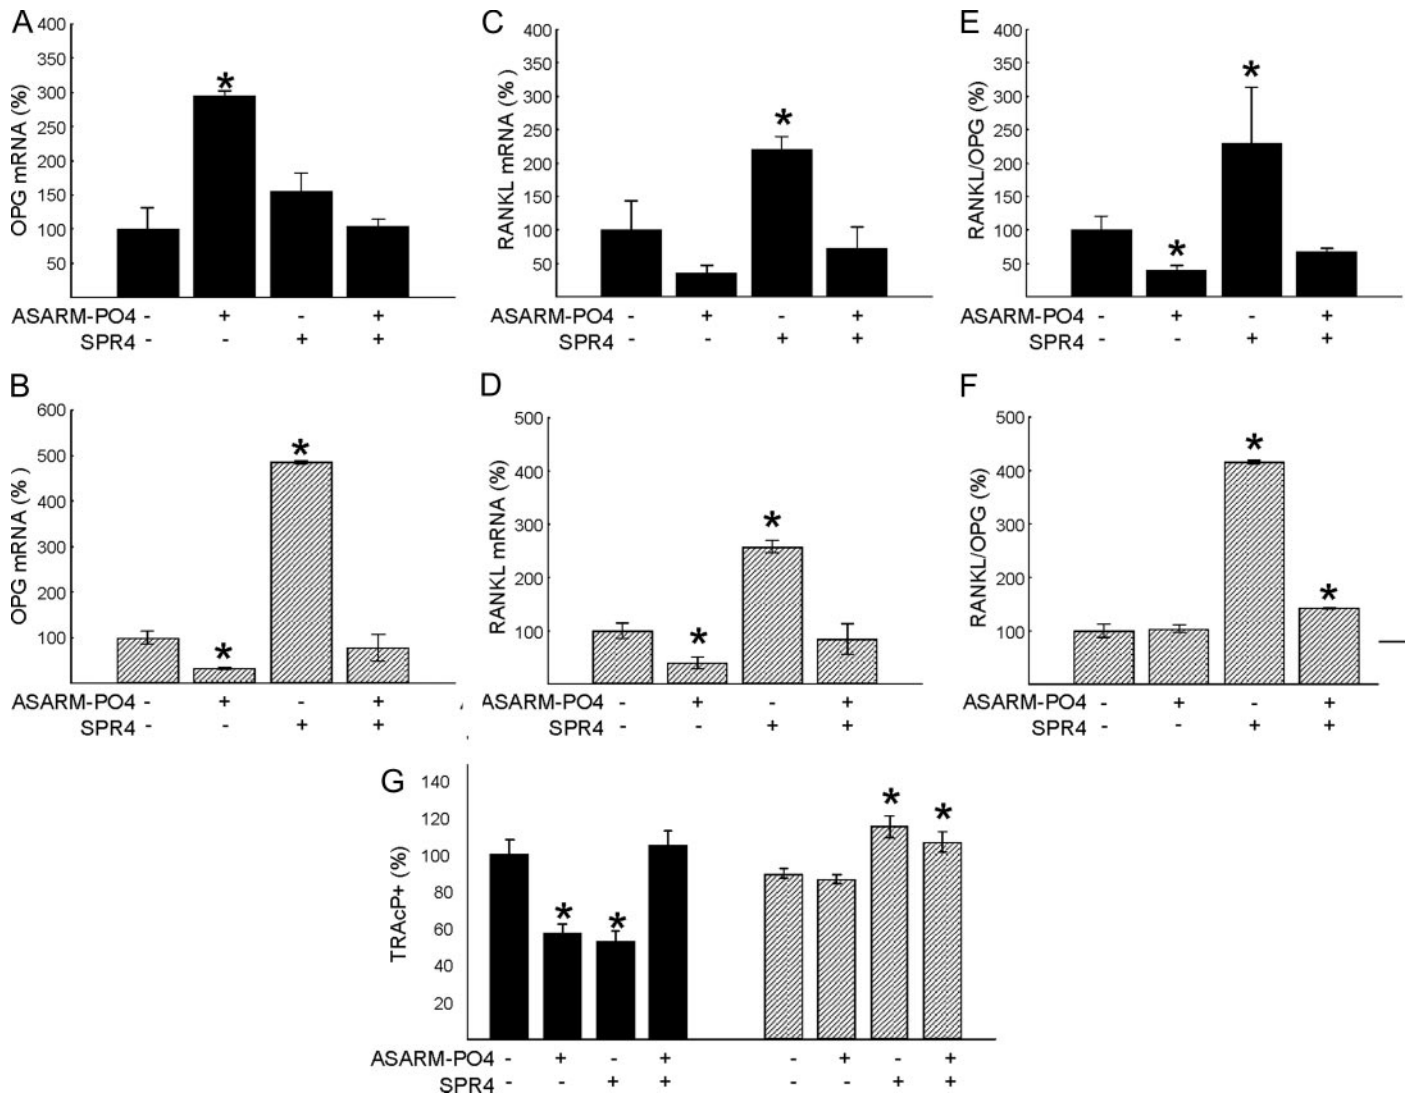 A
OPG mRNA (%)
400
350
300
250
200
150
100
50
*
ASARM-PO4 - + - +
SPR4 - - + +
C
RANKL mRNA (% )
400
350
300
250
200
150
100
50
*
ASARM-PO4 - + - +
SPR4 - - + +
E
RANKL/OPG (%)
400
350
300
250
200
150
100
50
* *
ASARM-PO4 - + - +
SPR4 - - + +
B
OPG mRNA (% )
600
500
400
300
200
100
* *
ASARM-PO4 - + - +
SPR4 - - + +
D
RANKL mRNA (%)
500
400
300
200
100
* *
ASARM-PO4 - + - +
SPR4 - - + +
F
RANKL/OPG (%)
500
400
300
200
100
* *
ASARM-PO4 - + - +
SPR4 - - + +
G
TRAcP+ (%)
140
120
100
80
60
40
20
* * * *
ASARM-PO4 - + - + - + - +
SPR4 - - + + - - + +